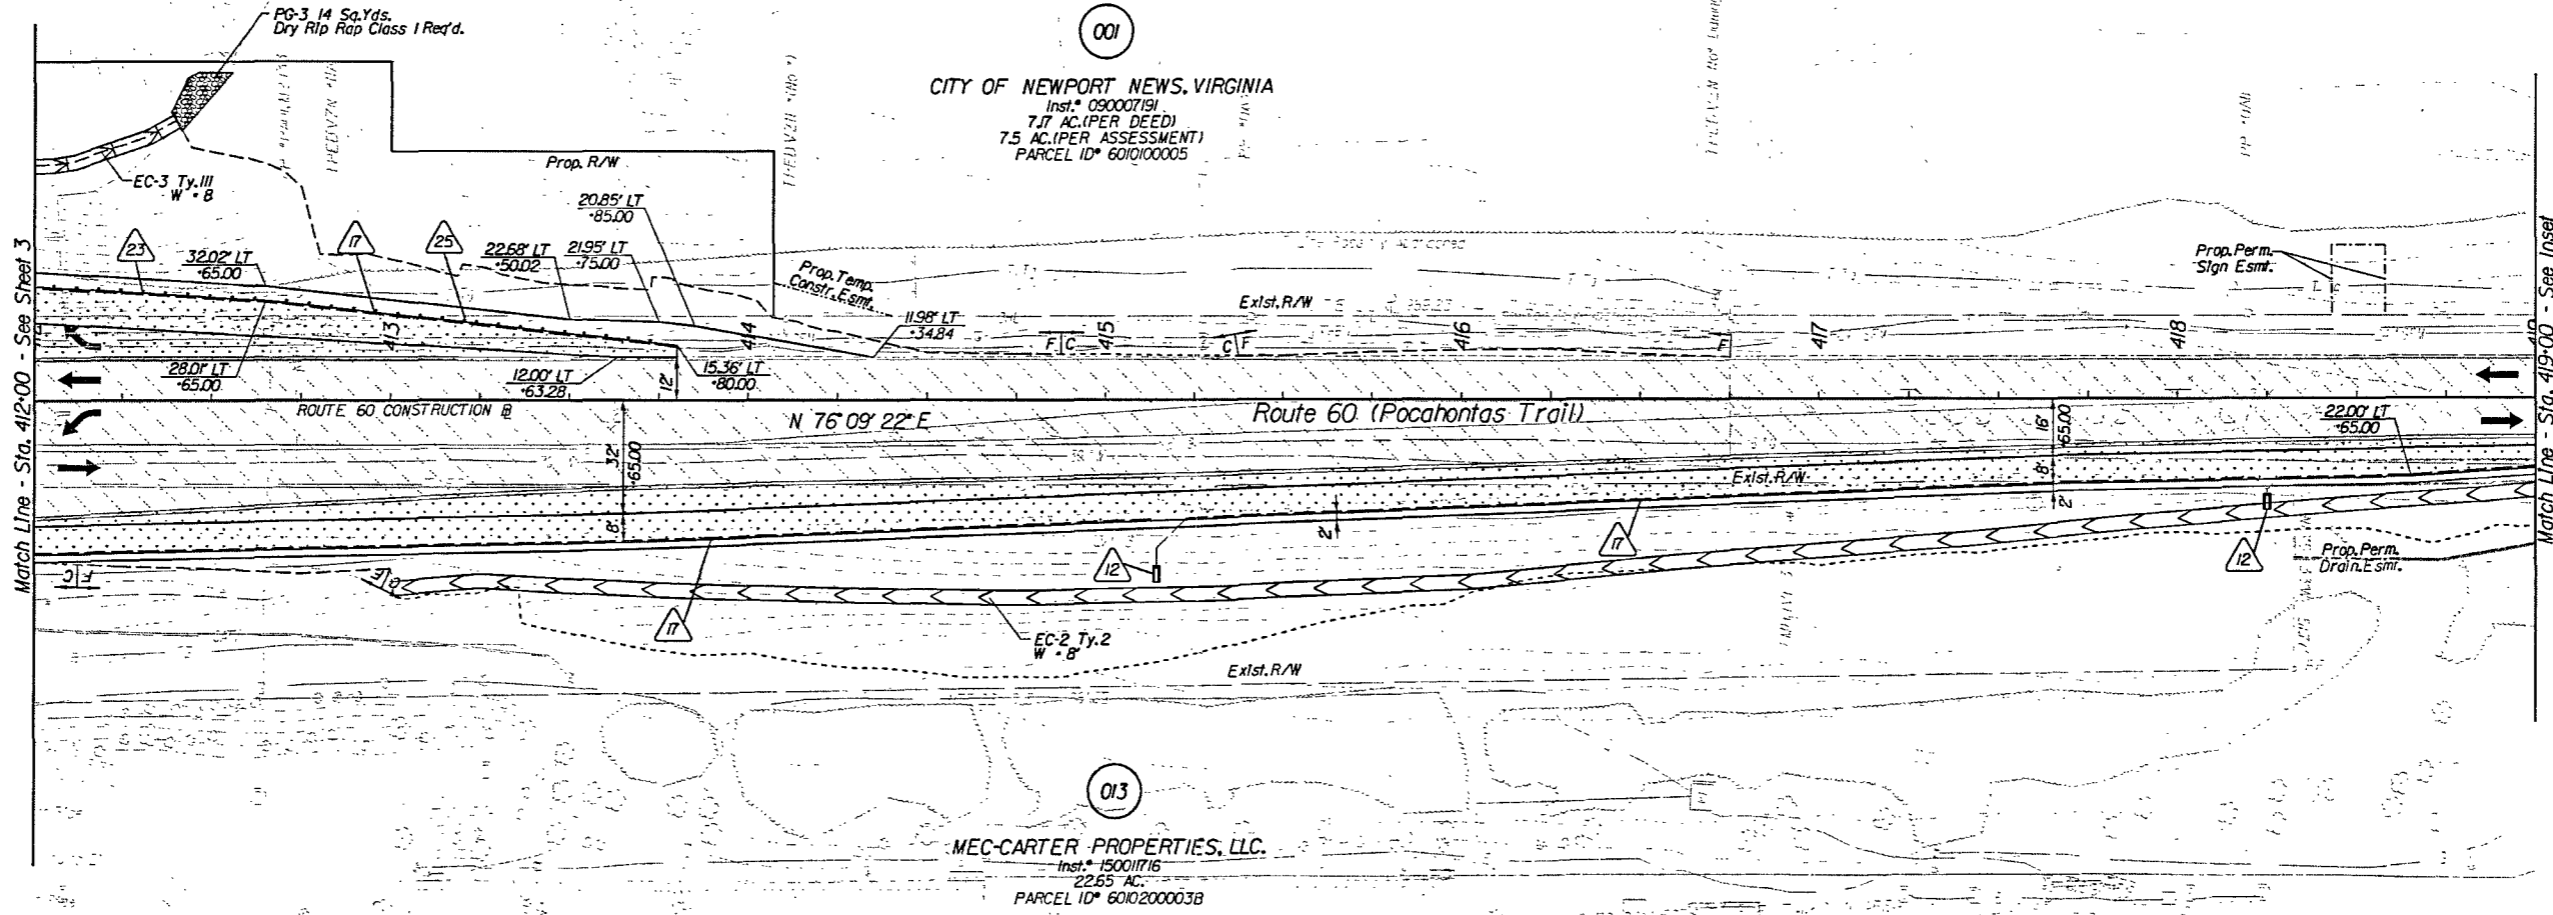 PG-3 14 Sq.Yds.
Dry Rip Rap Class I Req'd.
001
CITY OF NEWPORT NEWS, VIRGINIA
Inst.# 090007191
7.17 AC.(PER DEED)
7.5 AC.(PER ASSESSMENT)
PARCEL ID# 6010100005
Prop. R/W
EC-3 Ty.III
W = 8
20.85' LT
+85.00
23
32.02' LT
+65.00
17
25
22.68' LT
+50.02
21.95' LT
+75.00
Prop. Temp.
Constr. Esmt.
Exist. R/W
Prop. Perm.
Sign Esmt.
413
414
11.98' LT
+34.84
F|C
415
C|F
416
F
417
418
419
28.01' LT
+65.00
12.00' LT
+63.28
12'
15.36' LT
+80.00
ROUTE 60 CONSTRUCTION BL
N 76°09'22" E
Route 60 (Pocahontas Trail)
16'
+65.00
22.00' LT
+65.00
32'
+65.00
Exist. R/W
8'
8'
2'
2'
C|F
F|C
17
12
17
12
Prop. Perm.
Drain. Esmt.
EC-2 Ty.2
W = 8'
Exist. R/W
Match Line - Sta. 412+00 - See Sheet 3
Match Line - Sta. 419+00 - See Inset
013
MEC-CARTER PROPERTIES, LLC.
Inst.# 150011716
22.65 AC.
PARCEL ID# 6010200003B